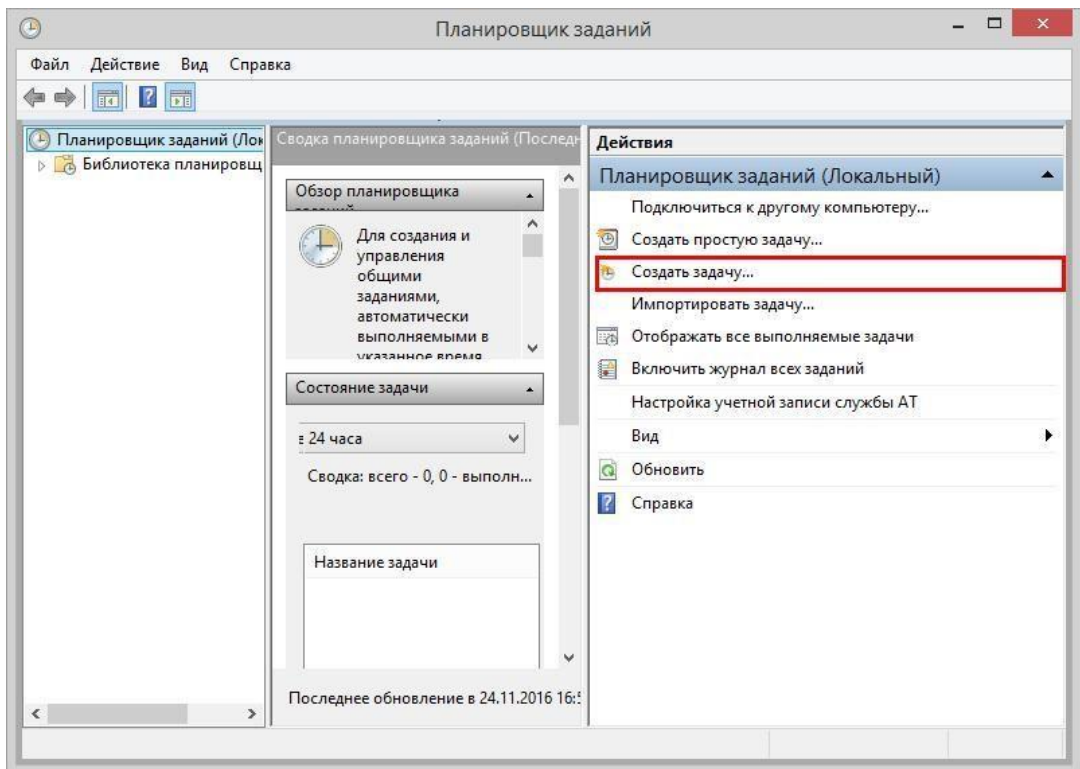 Планировщик заданий
Файл Действие Вид Справка
Планировщик заданий (Лок
Библиотека планировщ
Сводка планировщика заданий (Последн
Обзор планировщика
Для создания и
управления
общими
заданиями,
автоматически
выполняемыми в
указанное время
Состояние задачи
24 часа
Сводка: всего - 0, 0 - выполн...
Название задачи
Последнее обновление в 24.11.2016 16:
Действия
Планировщик заданий (Локальный)
Подключиться к другому компьютеру...
Создать простую задачу...
Создать задачу...
Импортировать задачу...
Отображать все выполняемые задачи
Включить журнал всех заданий
Настройка учетной записи службы AT
Вид
Обновить
Справка